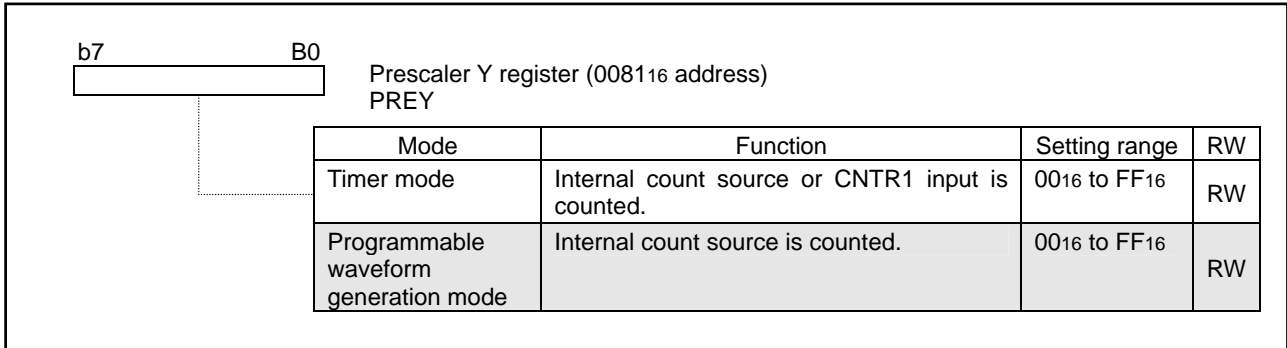 b7 B0
Prescaler Y register (008116 address)
PREY
Mode Function Setting range RW
Timer mode Internal count source or CNTR1 input is 0016 to FF16 RW
counted.
Programmable Internal count source is counted. 0016 to FF16 RW
waveform
generation mode